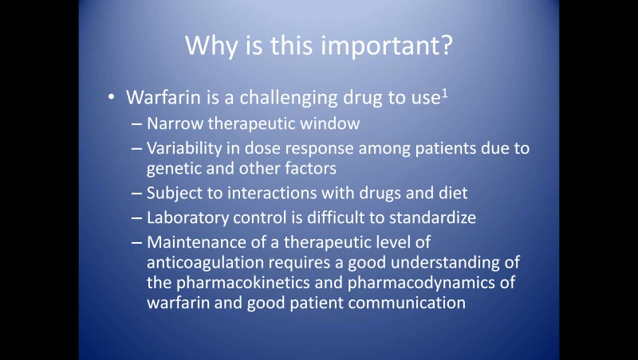 Why is this important?
• Warfarin is a challenging drug to use¹
– Narrow therapeutic window
– Variability in dose response among patients due to
genetic and other factors
– Subject to interactions with drugs and diet
– Laboratory control is difficult to standardize
– Maintenance of a therapeutic level of
anticoagulation requires a good understanding of
the pharmacokinetics and pharmacodynamics of
warfarin and good patient communication